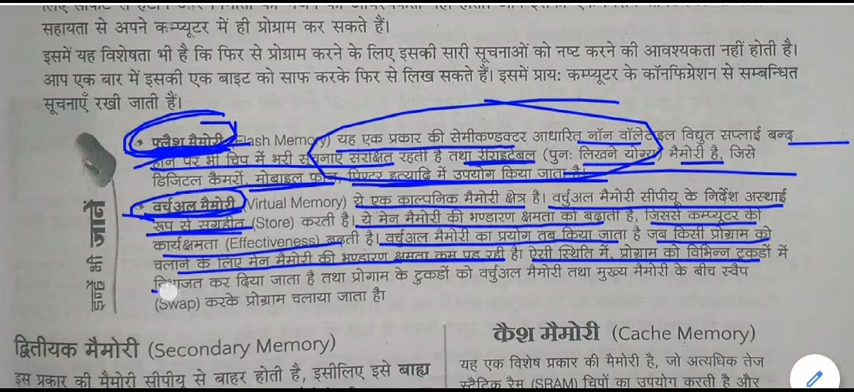 सहायता से अपने कम्प्यूटर में ही प्रोग्राम कर सकते हैं।
इसमें यह विशेषता भी है कि फिर से प्रोग्राम करने के लिए इसकी सारी सूचनाओं को नष्ट करने की आवश्यकता नहीं होती है।
आप एक बार में इसकी एक बाइट को साफ करके फिर से लिख सकते हैं। इसमें प्राय: कम्प्यूटर के कॉनफिग्रेशन से सम्बन्धित
सूचनाएँ रखी जाती हैं।
इन्हें भी जानें
• फ्लैश मैमोरी (Flash Memory) यह एक प्रकार की सेमीकण्डक्टर आधारित नॉन वॉलेटाइल विद्युत सप्लाई बन्द
होने पर भी चिप में भरी सूचनाएँ संरक्षित रहती है तथा रीराइटेबल (पुन: लिखने योग्य) मैमोरी है, जिसे
डिजिटल कैमरों, मोबाइल फोन, प्रिण्टर इत्यादि में उपयोग किया जाता है।
• वर्चुअल मैमोरी (Virtual Memory) ये एक काल्पनिक मैमोरी क्षेत्र है। वर्चुअल मैमोरी सीपीयू के निर्देश अस्थाई
रूप से संग्रहीत (Store) करती है। ये मेन मैमोरी की भण्डारण क्षमता को बढ़ाती है, जिससे कम्प्यूटर की
कार्यक्षमता (Effectiveness) बढ़ती है। वर्चुअल मैमोरी का प्रयोग तब किया जाता है जब किसी प्रोग्राम को
चलाने के लिए मेन मैमोरी की भण्डारण क्षमता कम पड़ रही है। ऐसी स्थिति में, प्रोग्राम को विभिन्न टुकड़ों में
विभाजित कर दिया जाता है तथा प्रोगाम के टुकड़ों को वर्चुअल मैमोरी तथा मुख्य मैमोरी के बीच स्वैप
(Swap) करके प्रोग्राम चलाया जाता है।
द्वितीयक मैमोरी (Secondary Memory)
इस प्रकार की मैमोरी सीपीयू से बाहर होती है, इसीलिए इसे बाह्य
कैश मैमोरी (Cache Memory)
यह एक विशेष प्रकार की मैमोरी है, जो अत्यधिक तेज
स्टैटिक रैम (SRAM) चिपों का उपयोग करती है और